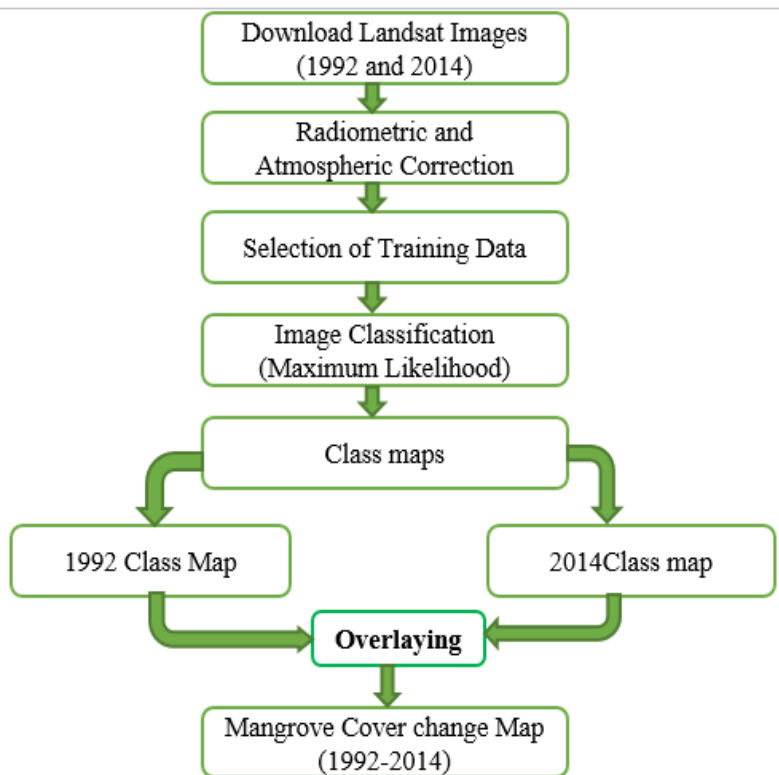 Download Landsat Images
(1992 and 2014)
Radiometric and
Atmospheric Correction
Selection of Training Data
Image Classification
(Maximum Likelihood)
Class maps
1992 Class Map
2014Class map
Overlaying
Mangrove Cover change Map
(1992-2014)